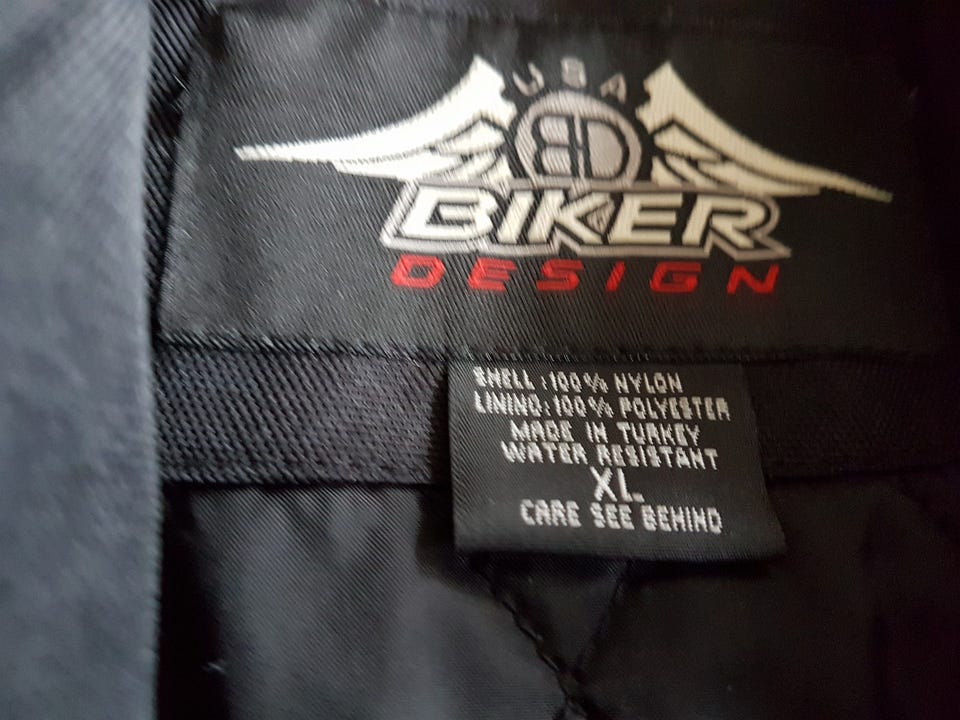 USA
BD
BIKER
DESIGN
SHELL:100% NYLON
LINING:100% POLYESTER
MADE IN TURKEY
WATER RESISTANT
XL
CARE SEE BEHIND